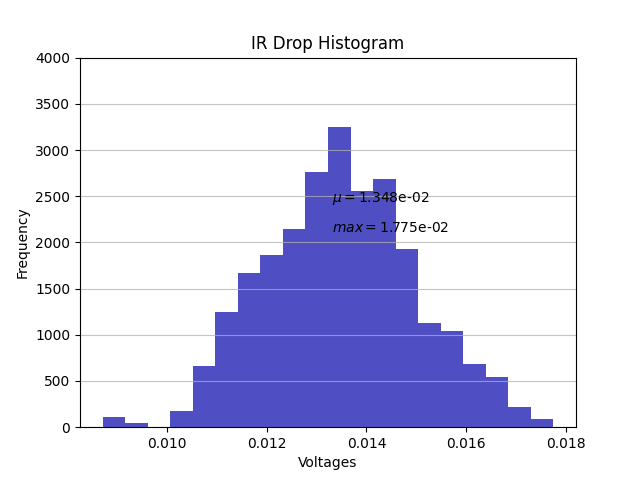 IR Drop Histogram
4000
3500
3000
2500
2000
1500
1000
500
0
Frequency
μ = 1.348e-02
max = 1.775e-02
0.010 0.012 0.014 0.016 0.018
Voltages